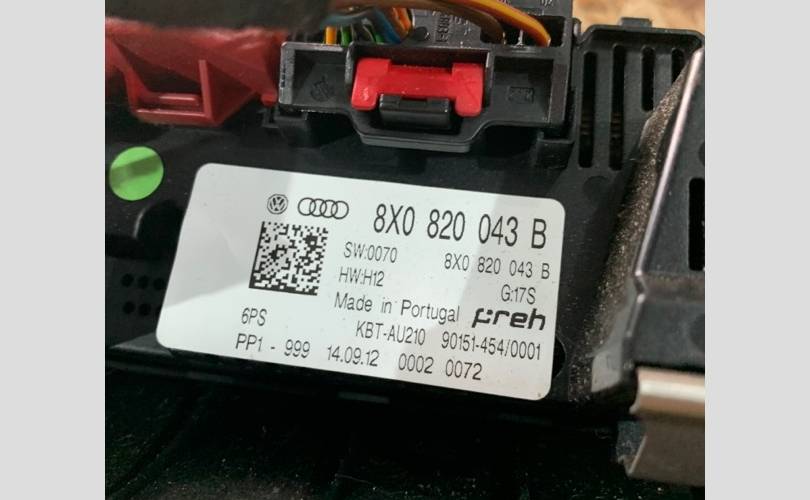 8X0 820 043 B
SW:0070 8X0 820 043 B
HW:H12 G:17S
Made in Portugal preh
6PS KBT-AU210 90151-454/0001
PP1 - 999 14.09.12 0002 0072